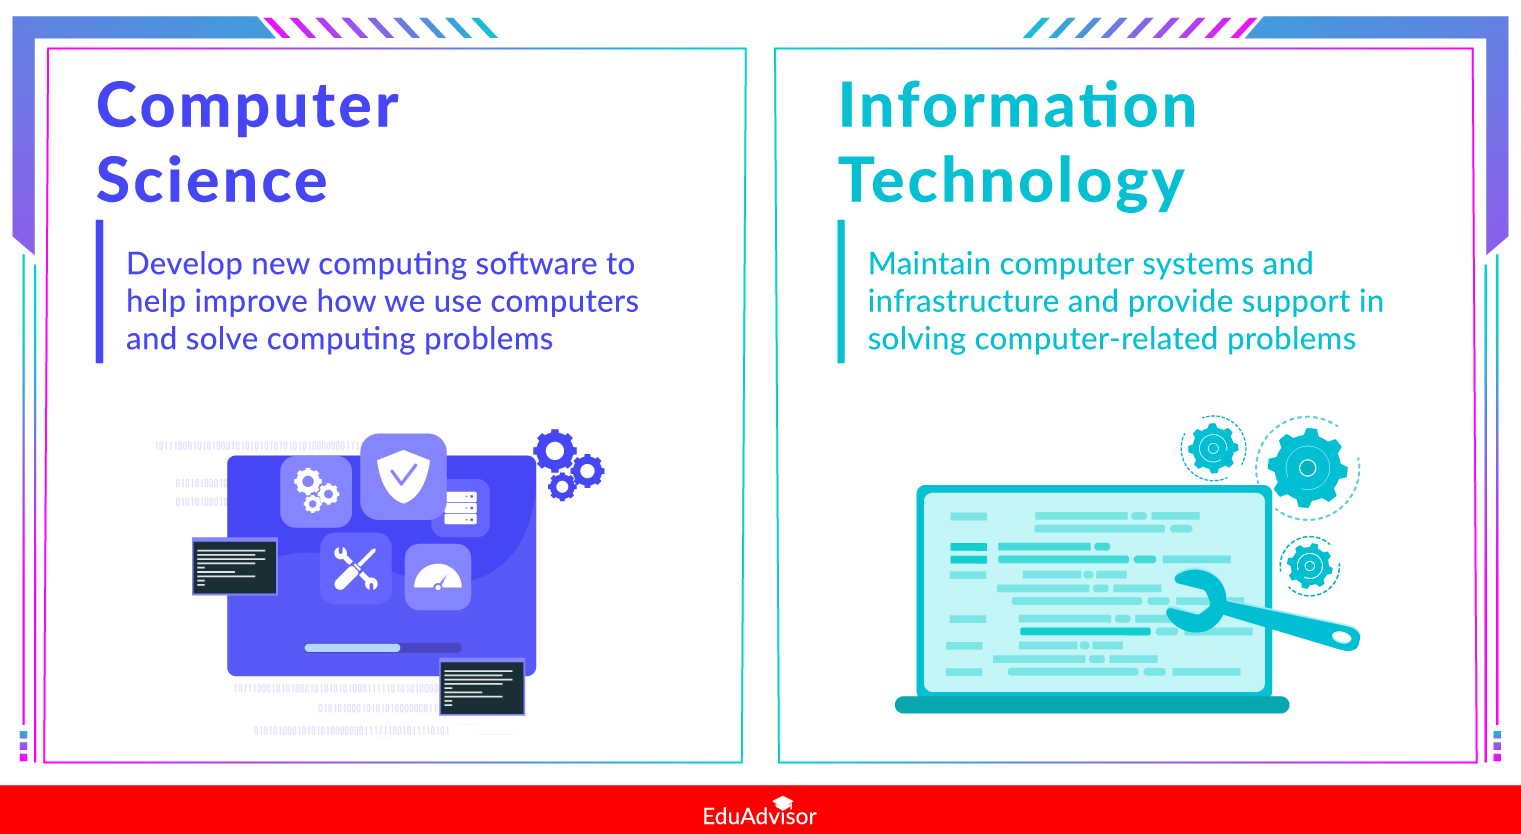 Computer
Science
Develop new computing software to
help improve how we use computers
and solve computing problems
Information
Technology
Maintain computer systems and
infrastructure and provide support in
solving computer-related problems
EduAdvisor